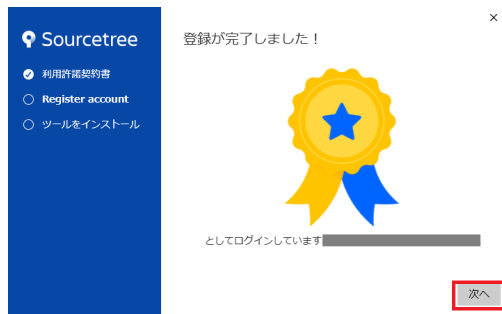 Sourcetree
利用許諾契約書
Register account
ツールをインストール
×
登録が完了しました！
としてログインしています
次へ